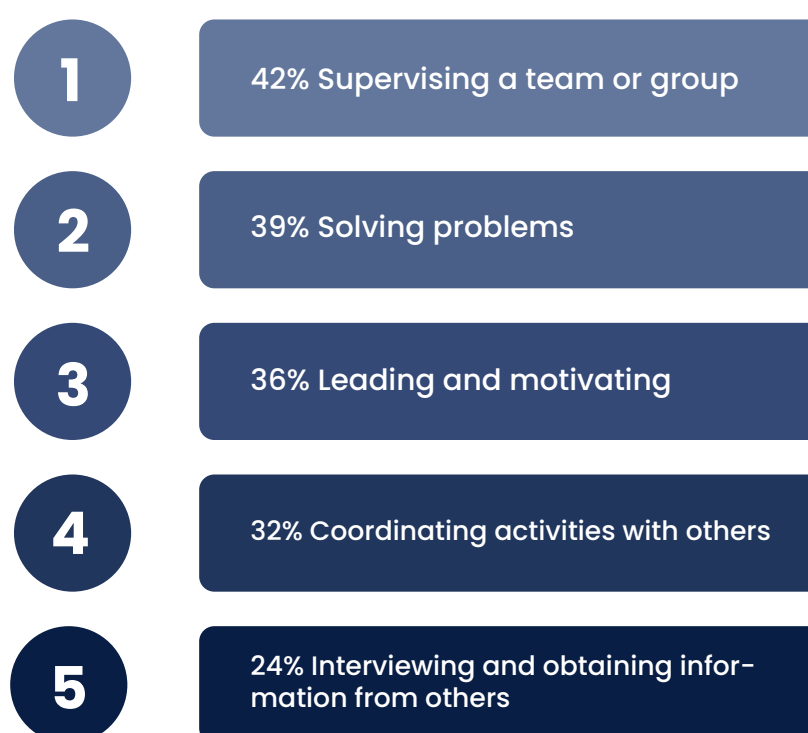 1
42% Supervising a team or group
2
39% Solving problems
3
36% Leading and motivating
4
32% Coordinating activities with others
5
24% Interviewing and obtaining infor-
mation from others